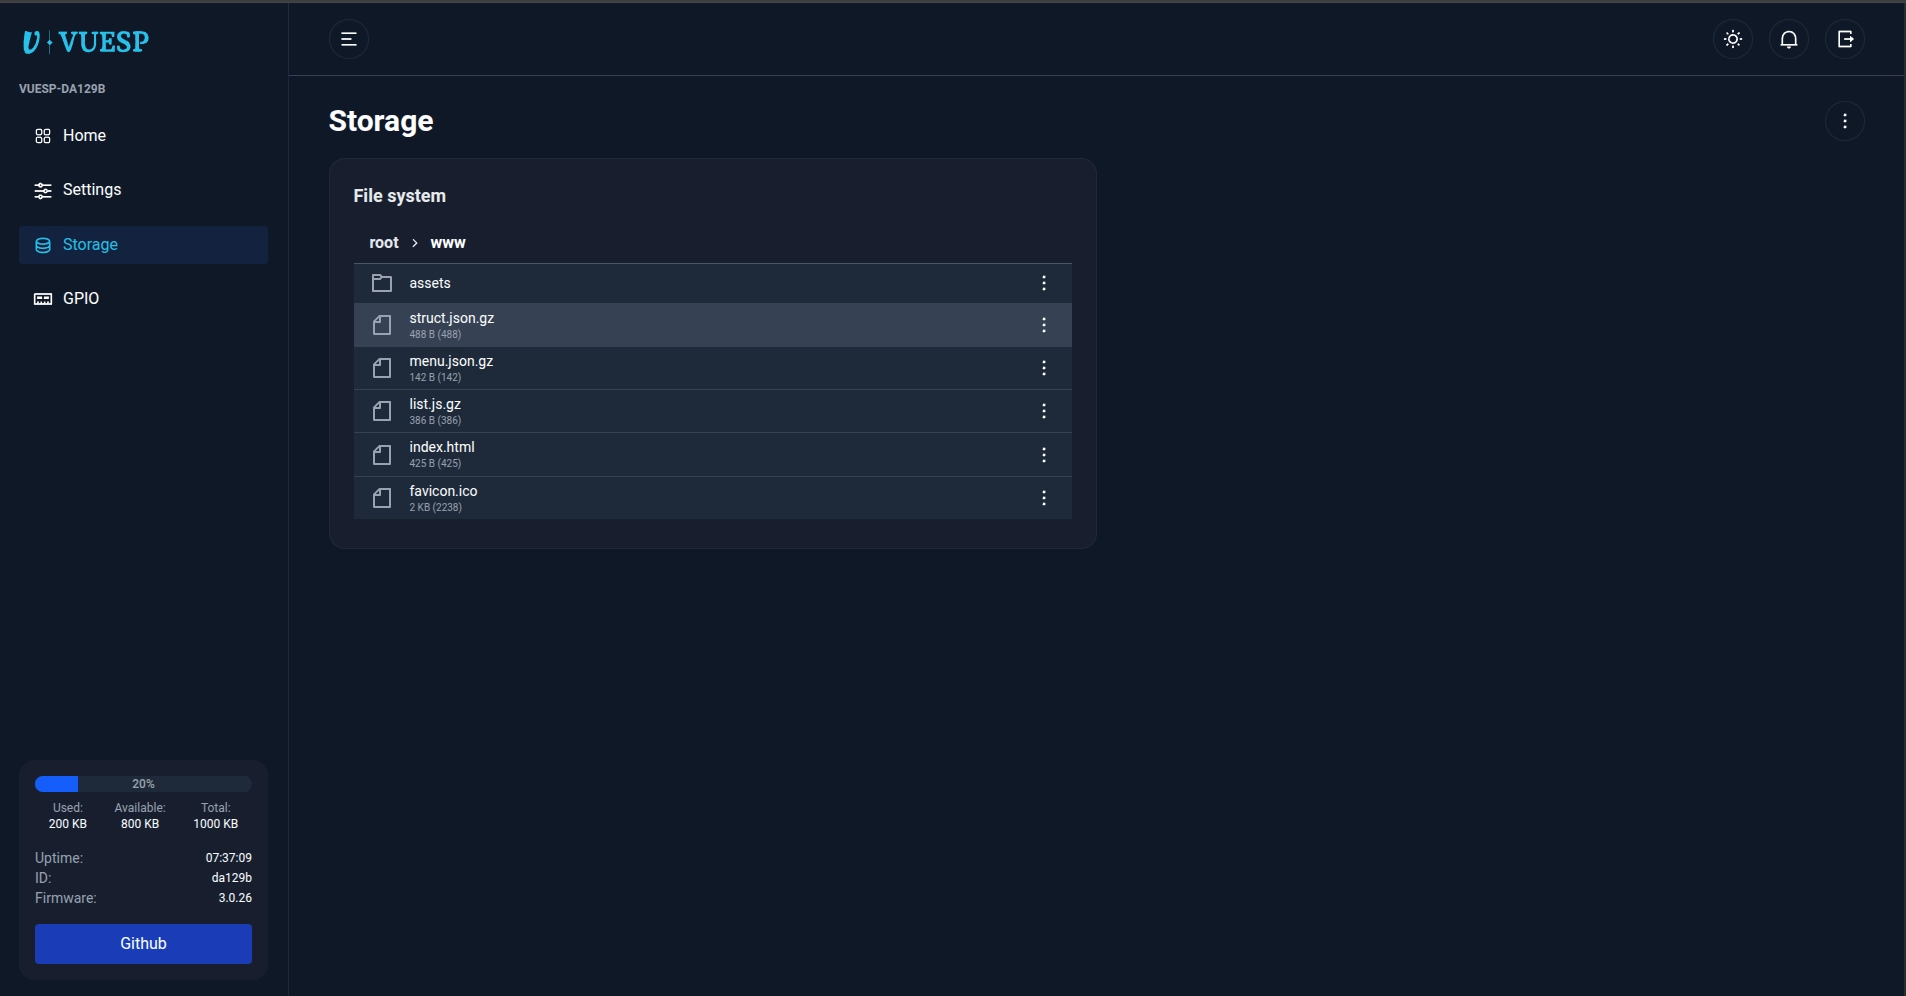 VUESP
VUESP-DA129B
Home
Settings
Storage
GPIO
20%
Used: Available: Total:
200 KB 800 KB 1000 KB
Uptime: 07:37:09
ID: da129b
Firmware: 3.0.26
Github
Storage
File system
root > www
assets
struct.json.gz
488 B (488)
menu.json.gz
142 B (142)
list.js.gz
386 B (386)
index.html
425 B (425)
favicon.ico
2 KB (2238)